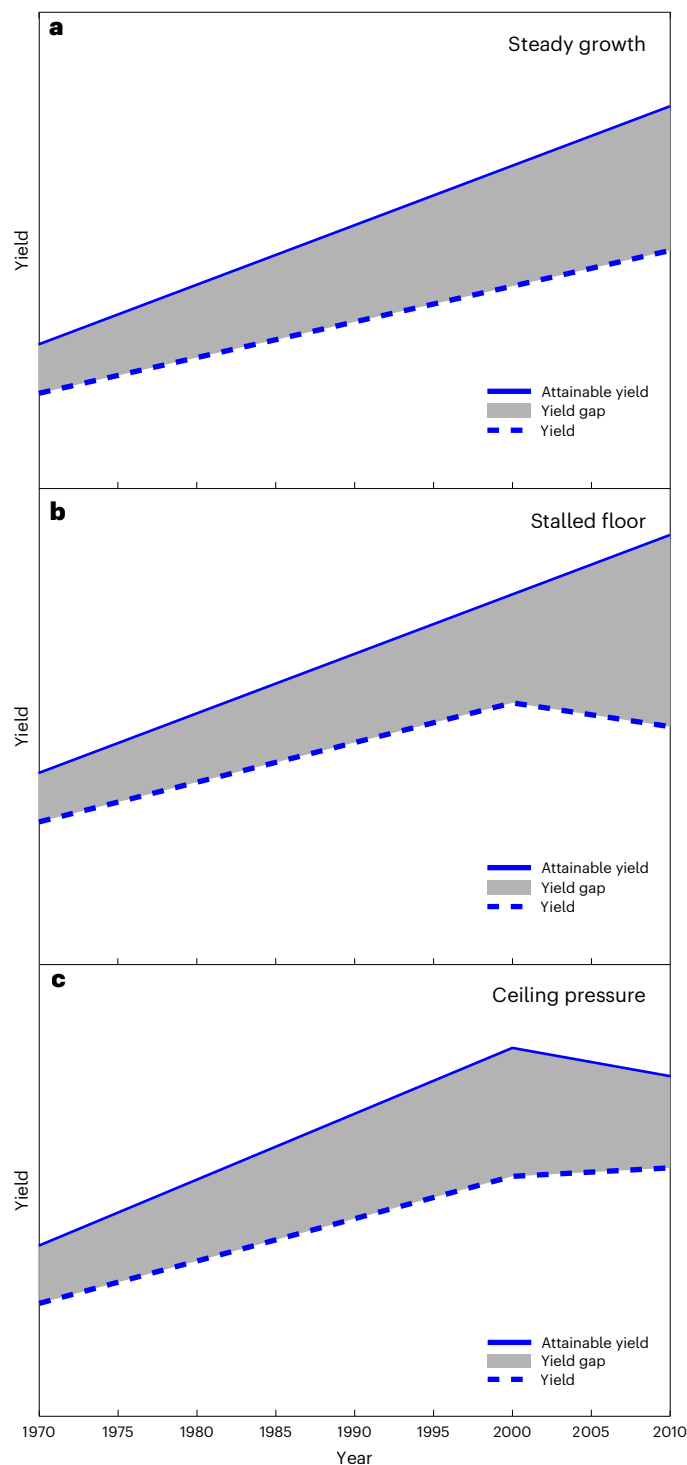 a
Steady growth
Yield
Attainable yield
Yield gap
Yield
b
Stalled floor
Yield
Attainable yield
Yield gap
Yield
c
Ceiling pressure
Yield
Attainable yield
Yield gap
Yield
1970 1975 1980 1985 1990 1995 2000 2005 2010
Year